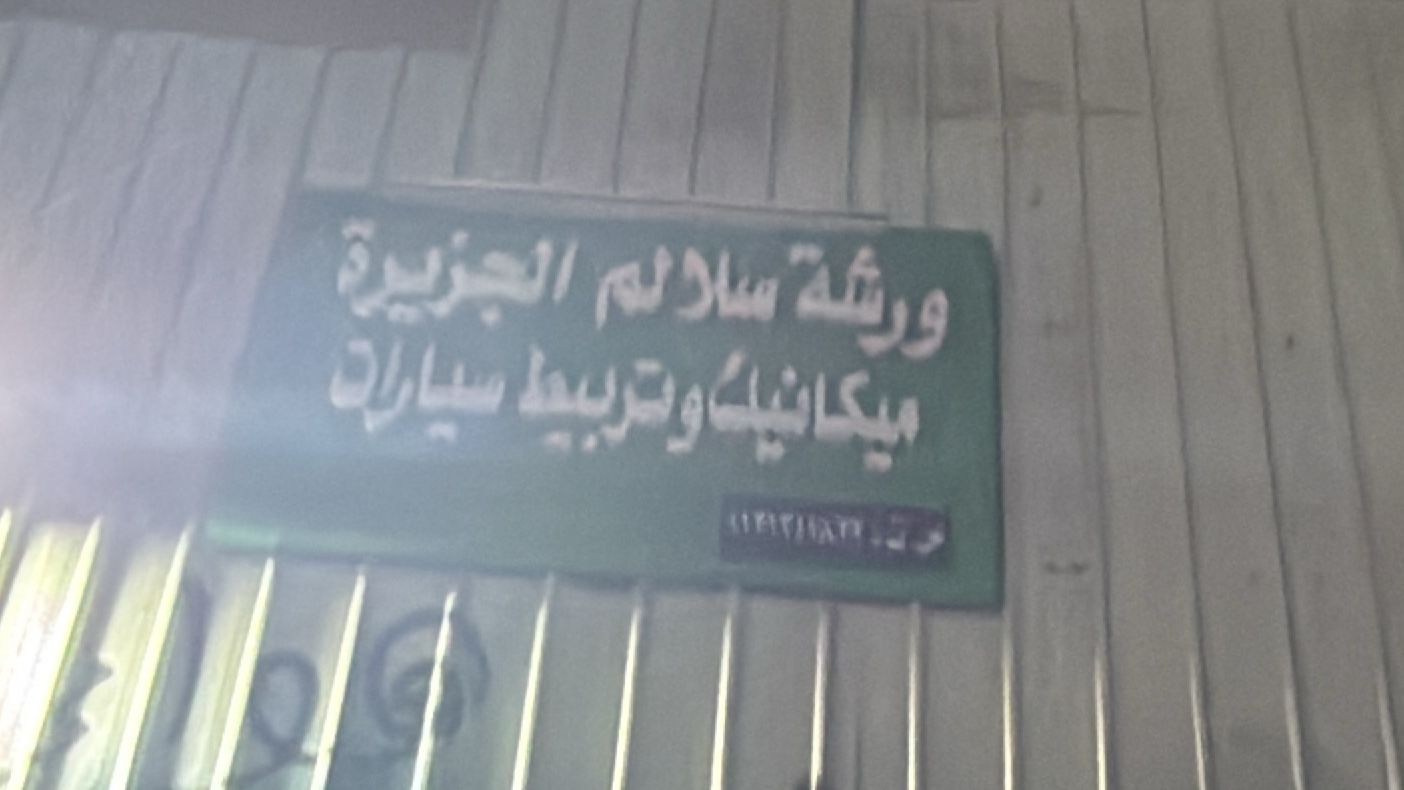 ورشة سلالم الجزيرة
ميكانيك وتربيط سيارات